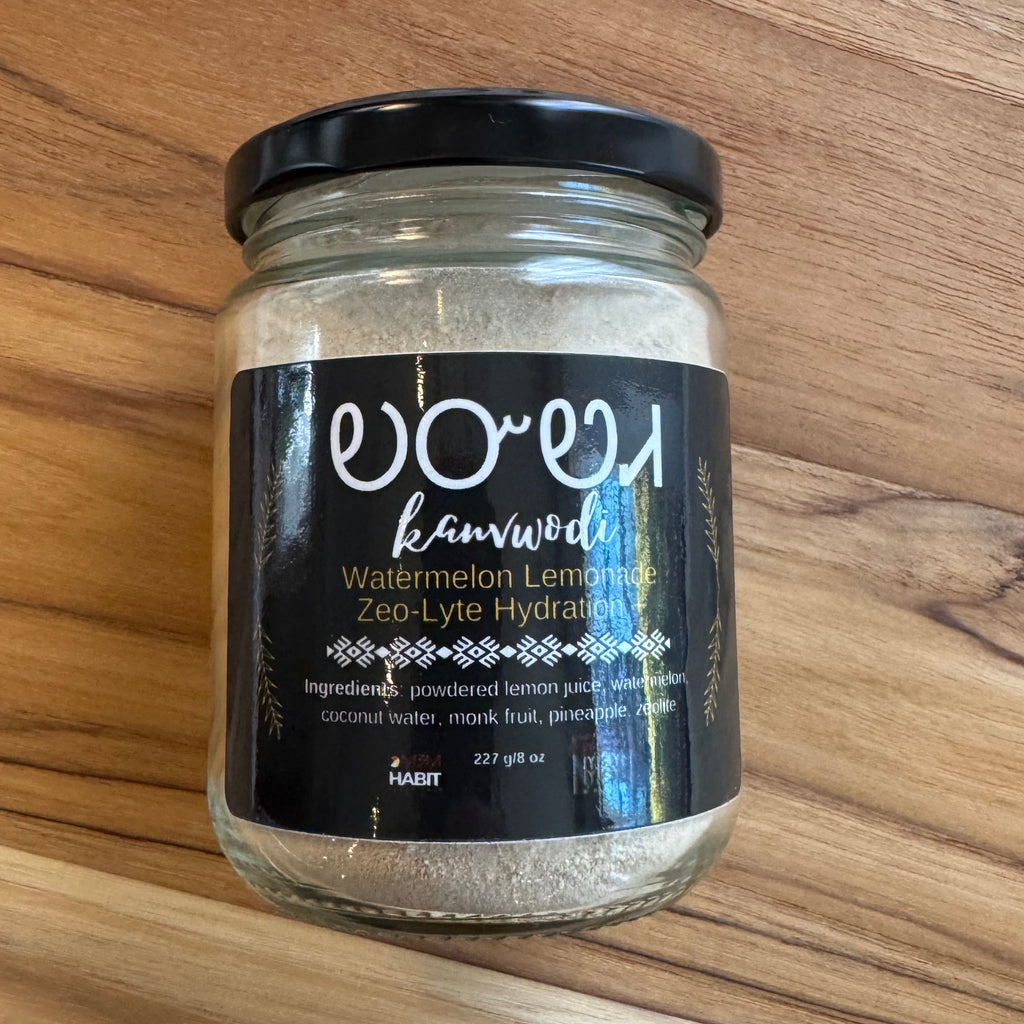 kanvwodi
Watermelon Lemonade
Zeo-Lyte Hydration +
Ingredients: powdered lemon juice, watermelon,
coconut water, monk fruit, pineapple, zeolite
227 g/8 oz
HABIT